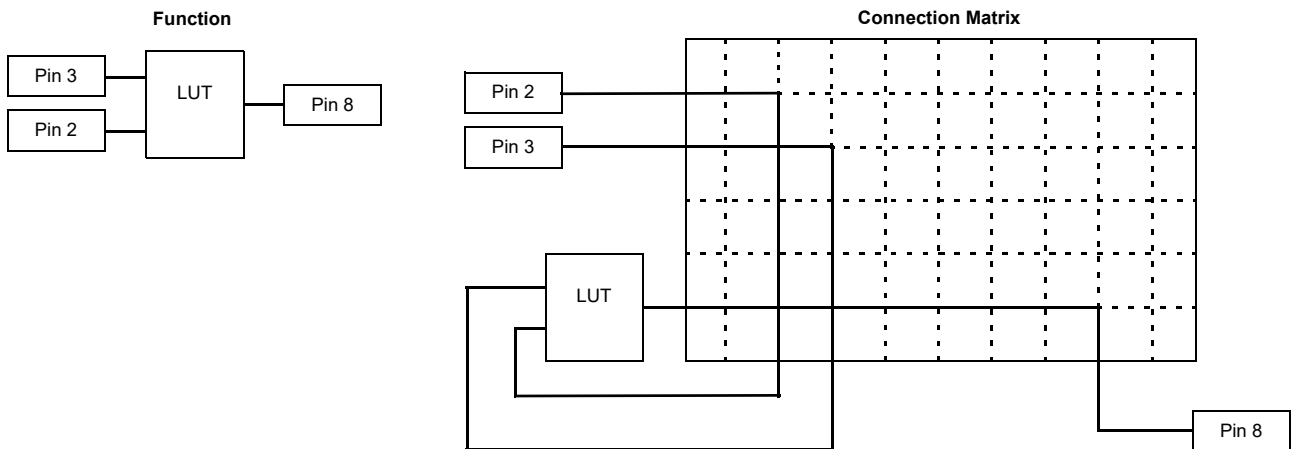 Function
Pin 3
LUT
Pin 8
Pin 2
Connection Matrix
Pin 2
Pin 3
LUT
Pin 8